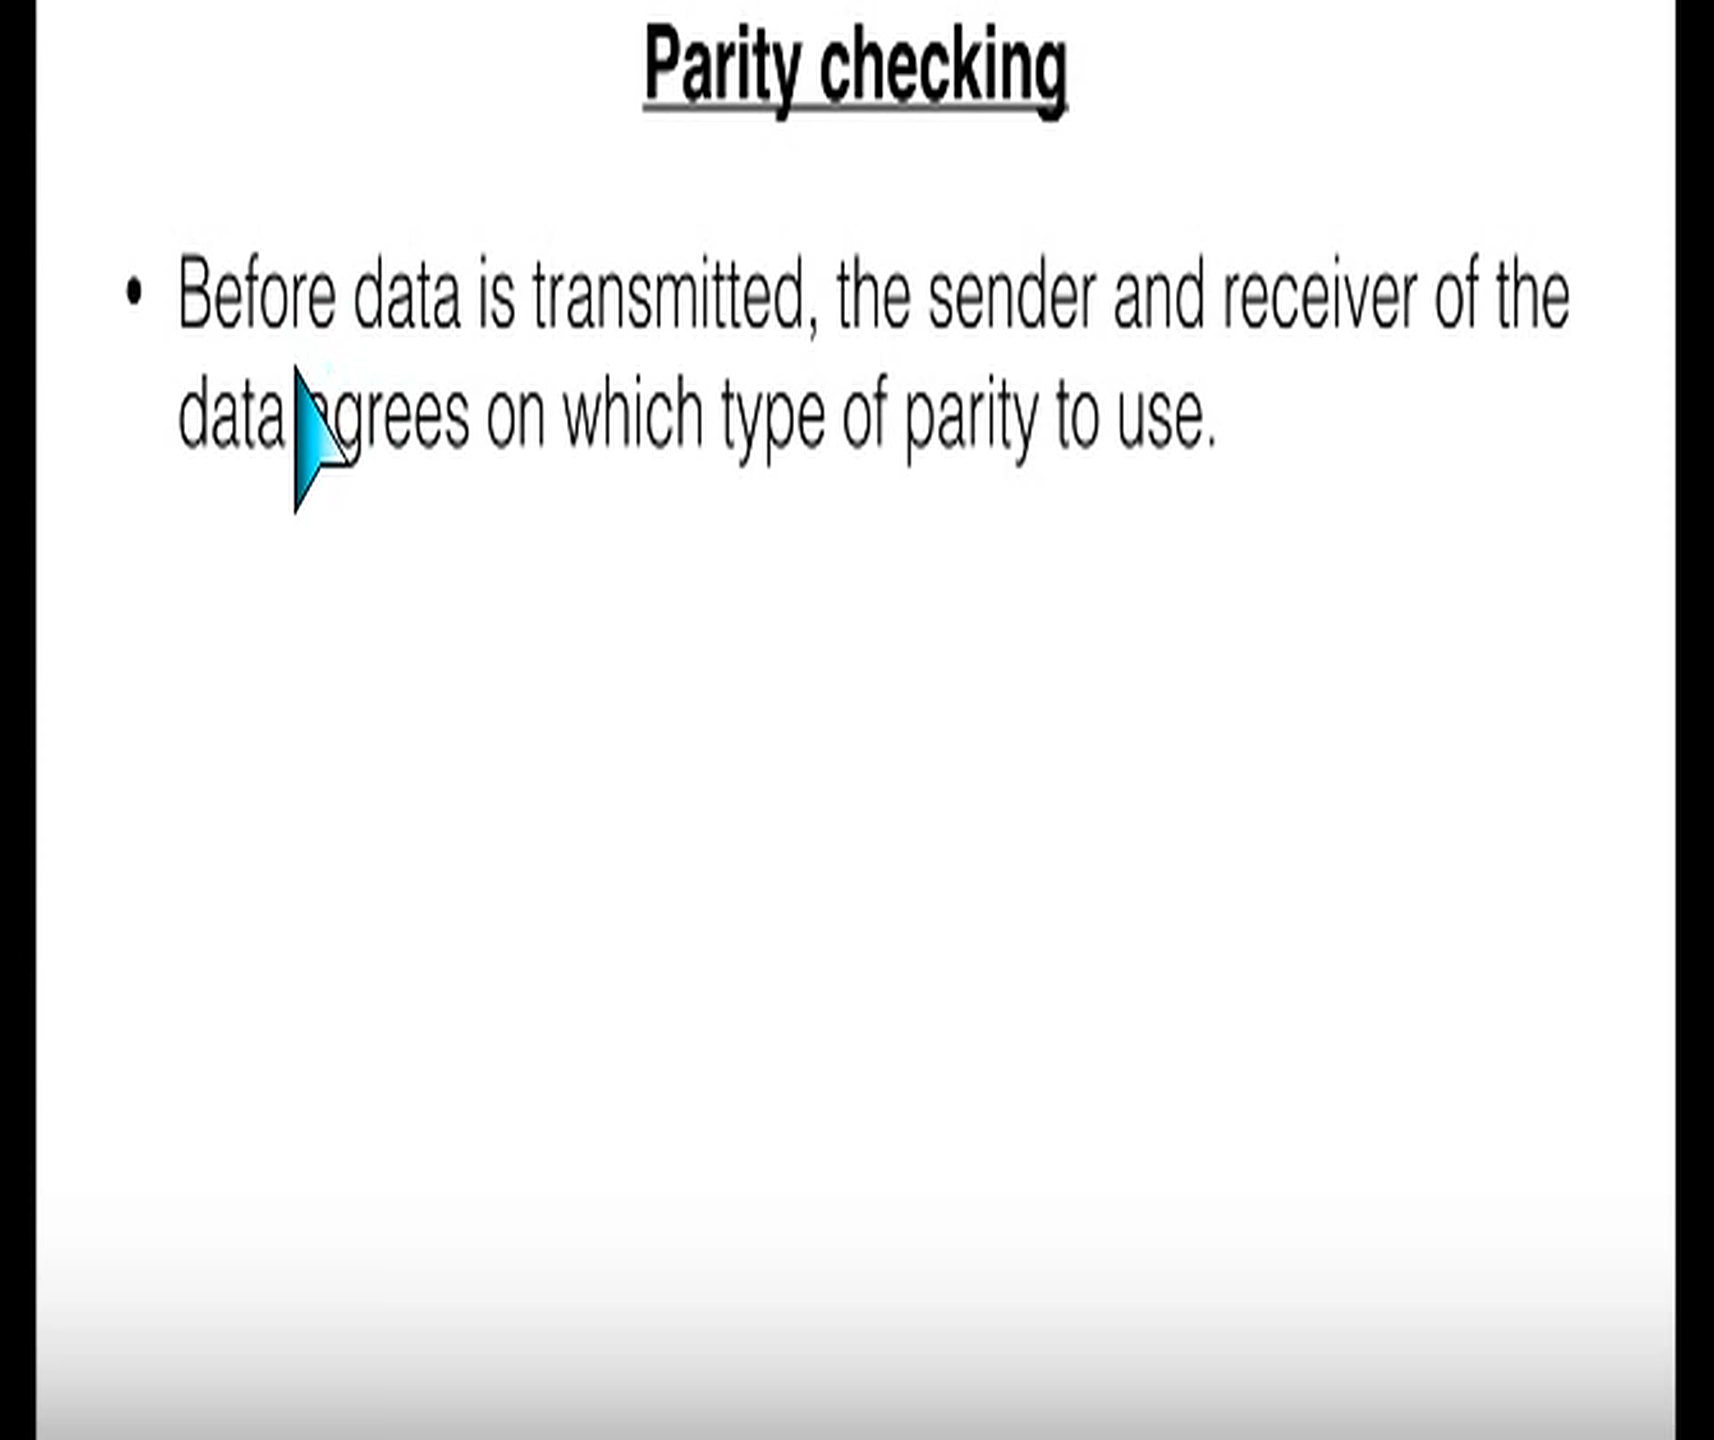 Parity checking
• Before data is transmitted, the sender and receiver of the
data agrees on which type of parity to use.